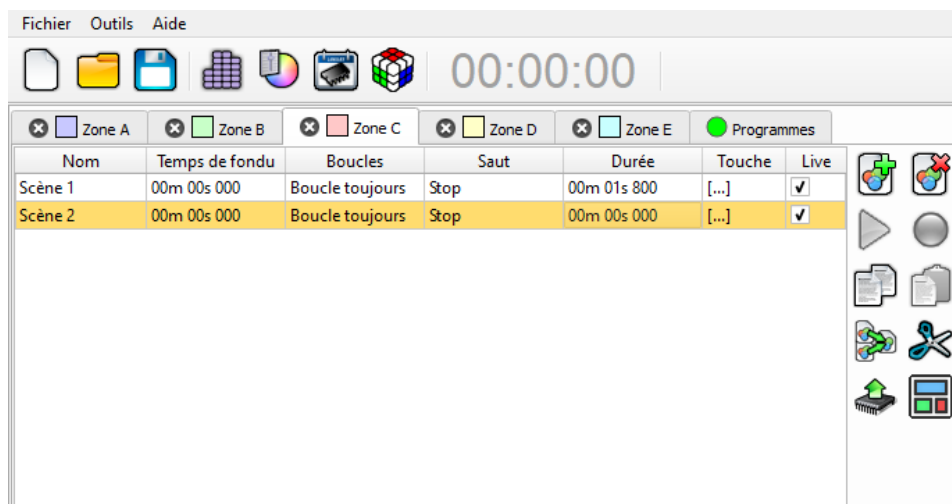 Fichier Outils Aide
00:00:00
Zone A Zone B Zone C Zone D Zone E Programmes
Nom Temps de fondu Boucles Saut Durée Touche Live
Scène 1 00m 00s 000 Boucle toujours Stop 00m 01s 800 [...]
Scène 2 00m 00s 000 Boucle toujours Stop 00m 00s 000 [...]